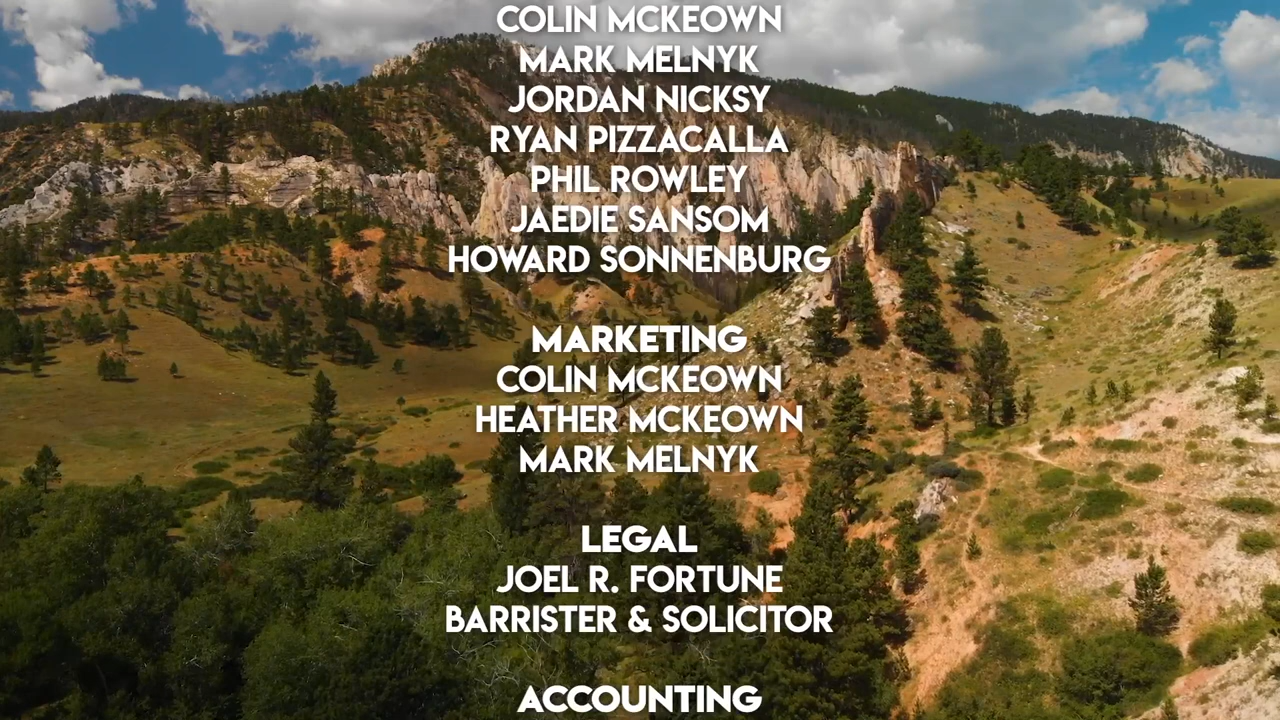 COLIN MCKEOWN
MARK MELNYK
JORDAN NICKSY
RYAN PIZZACALLA
PHIL ROWLEY
JAEDIE SANSOM
HOWARD SONNENBURG
MARKETING
COLIN MCKEOWN
HEATHER MCKEOWN
MARK MELNYK
LEGAL
JOEL R. FORTUNE
BARRISTER & SOLICITOR
ACCOUNTING